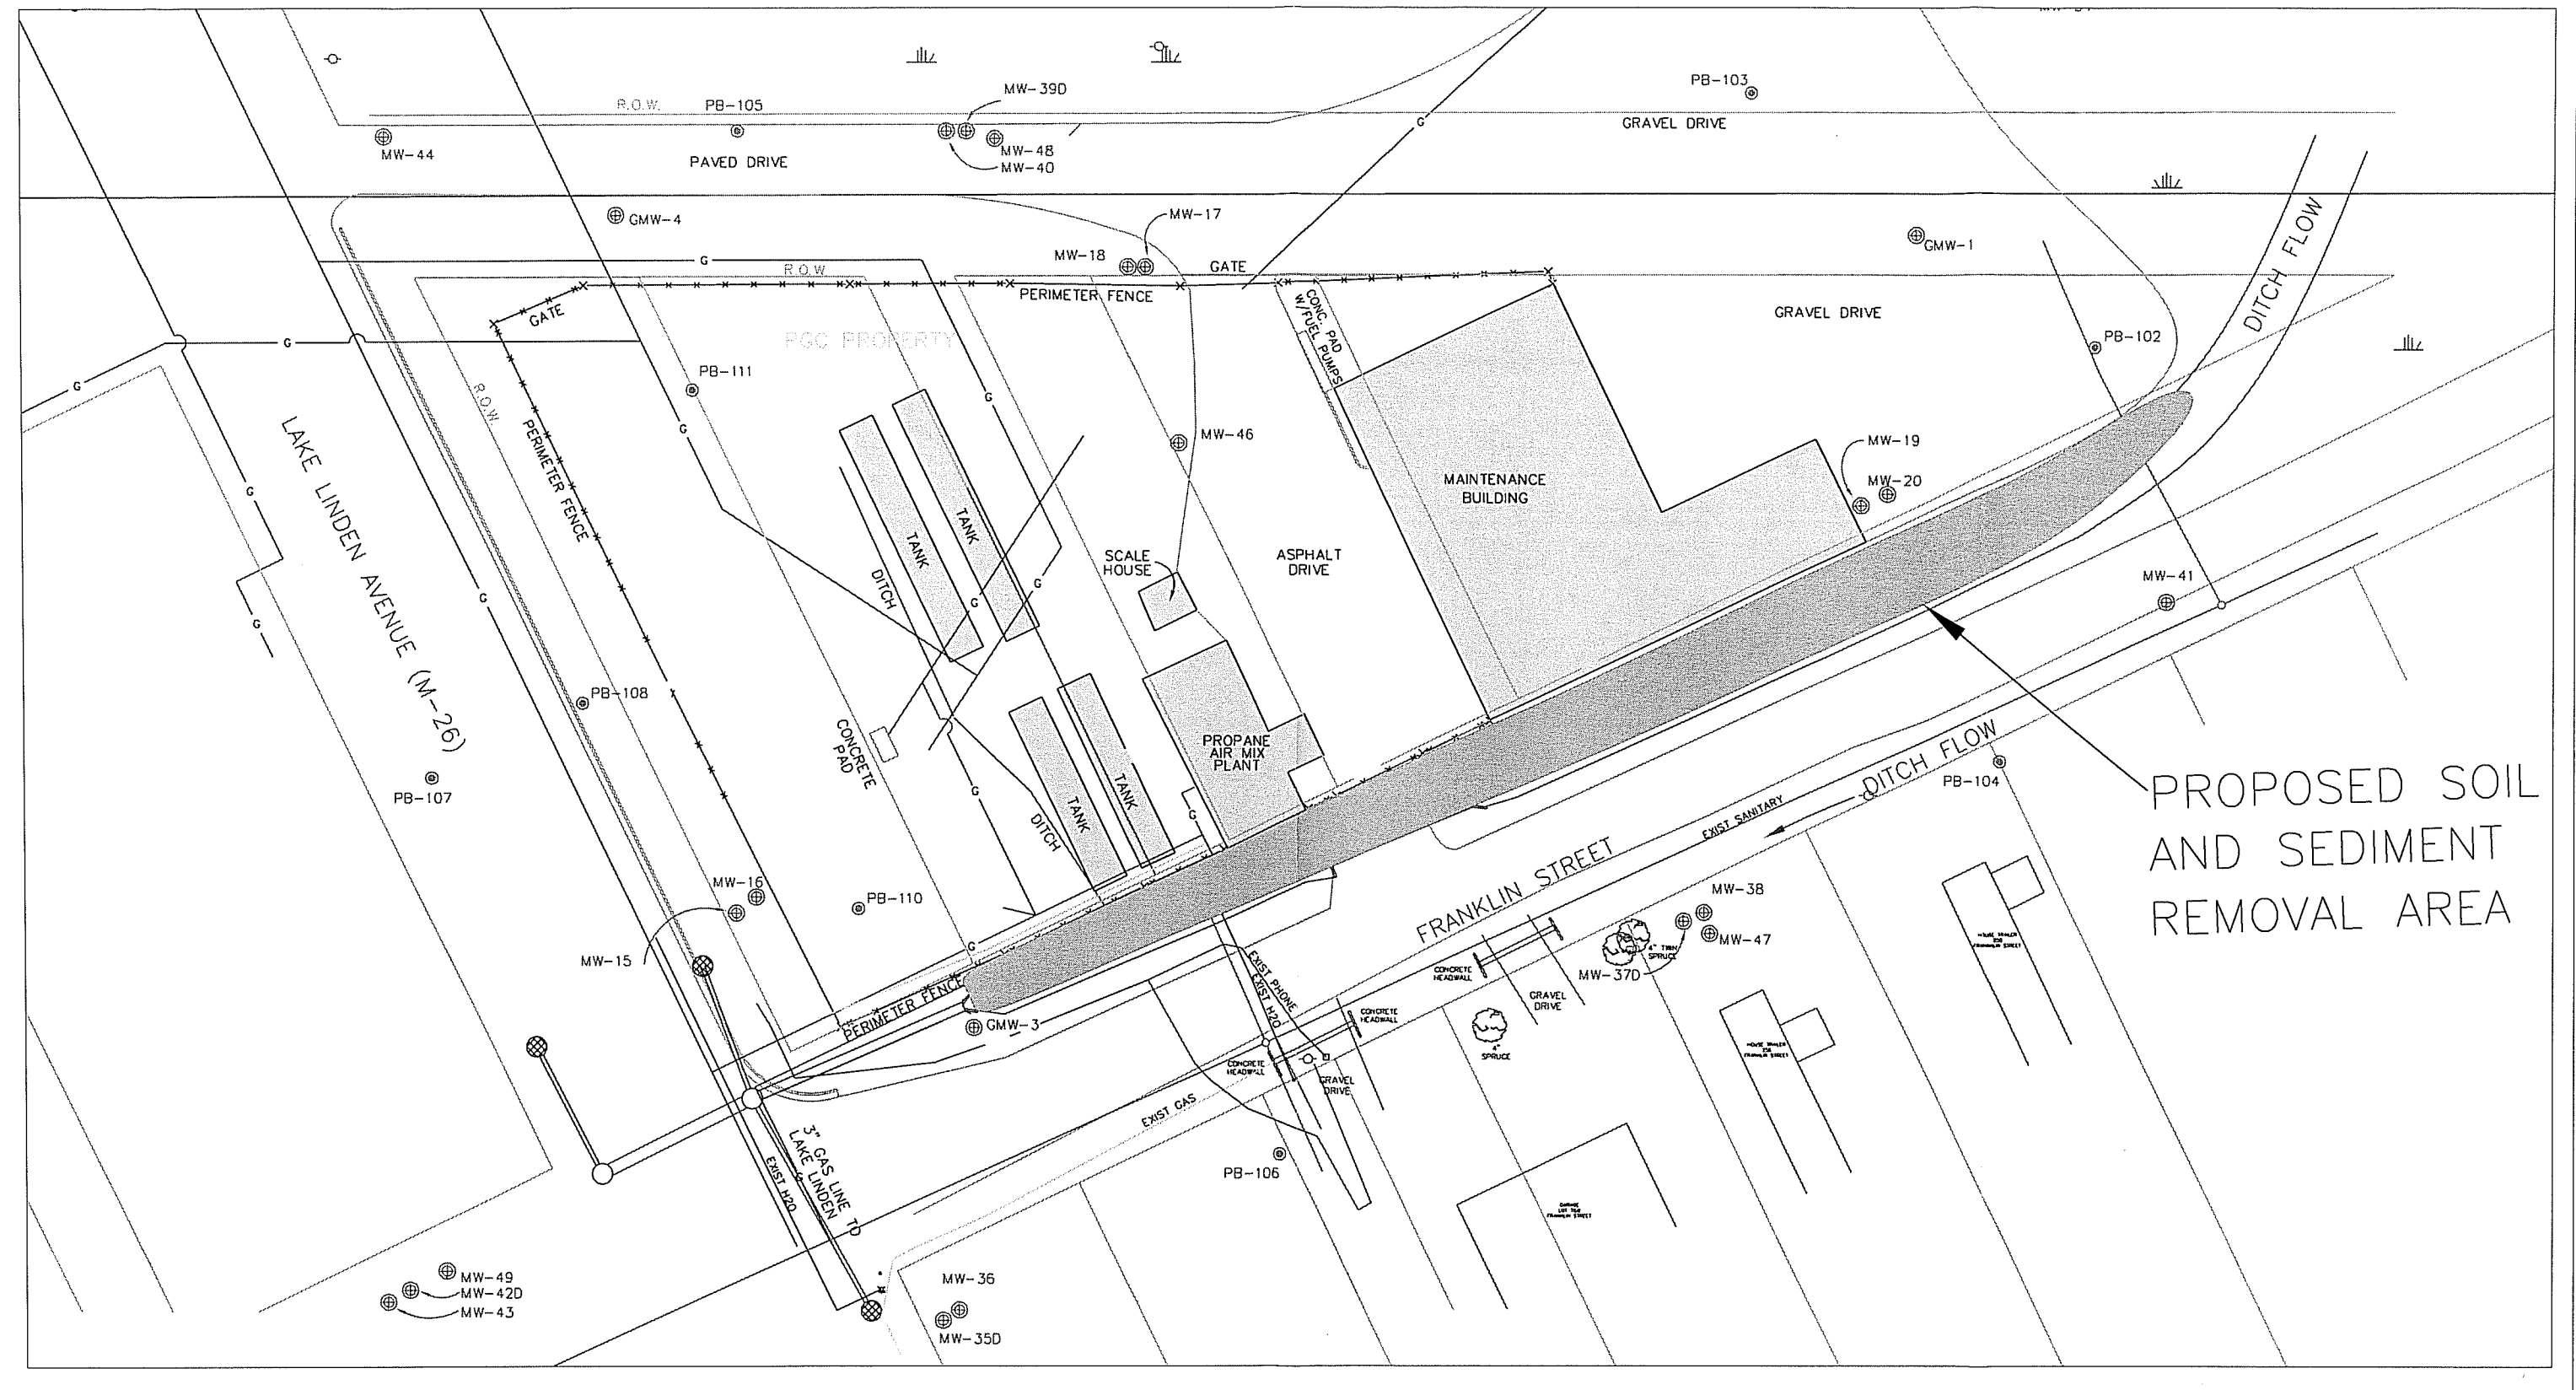 MW-39D
PB-103
R.O.W.
PB-105
MW-44
MW-48
MW-40
PAVED DRIVE
GRAVEL DRIVE
G
GMW-4
MW-17
MW-18
GATE
GMW-1
DITCH FLOW
G
R.O.W.
PERIMETER FENCE
GATE
CONC. PAD
W/FUEL PUMPS
GRAVEL DRIVE
PGC PROPERTY
PB-102
G
G
PB-111
R.O.W.
G
G
LAKE LINDEN AVENUE (M-26)
PERIMETER FENCE
MW-46
MAINTENANCE
BUILDING
MW-19
MW-20
G
TANK
TANK
SCALE
HOUSE
ASPHALT
DRIVE
DITCH
G
G
G
G
MW-41
PB-108
CONCRETE
PAD
PROPANE
AIR MIX
PLANT
PB-107
G
TANK
TANK
G
DITCH
DITCH FLOW
PB-104
EXIST SANITARY
PROPOSED SOIL
AND SEDIMENT
REMOVAL AREA
FRANKLIN STREET
MW-16
PB-110
MW-15
G
MW-38
MW-47
4" TWIN
SPRUCE
MW-37D
CONCRETE
HEADWALL
GRAVEL
DRIVE
EXIST PHONE
EXIST H2O
PERIMETER FENCE
GMW-3
CONCRETE
HEADWALL
4"
SPRUCE
CONCRETE
HEADWALL
GRAVEL
DRIVE
EXIST GAS
3" GAS LINE TO
LAKE LINDEN
EXIST H2O
G
PB-106
MW-49
MW-42D
MW-43
MW-36
MW-35D